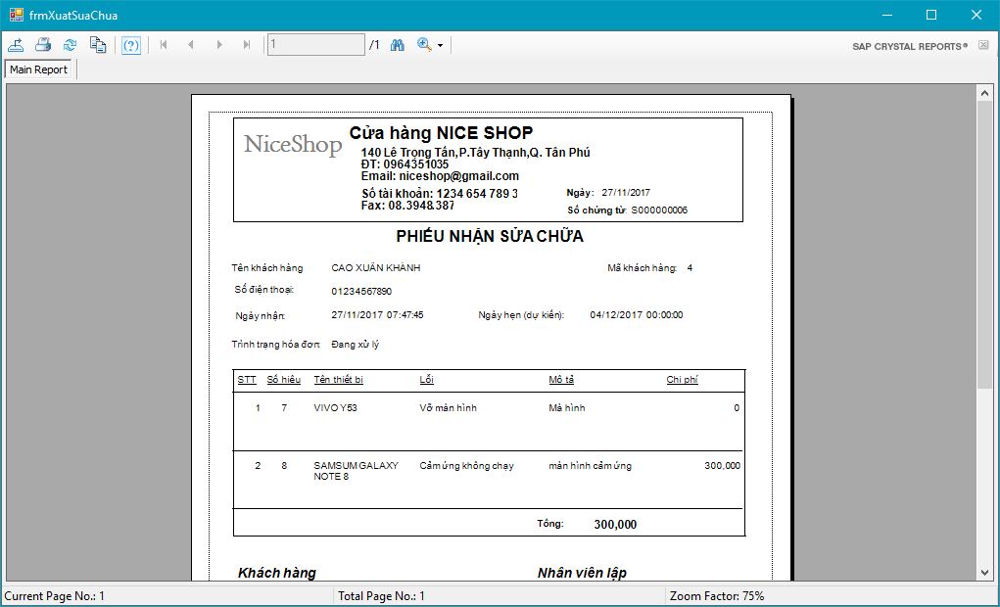 frmXuatSuaChua
1 /1
SAP CRYSTAL REPORTS®
Main Report
NiceShop
Cửa hàng NICE SHOP
140 Lê Trọng Tấn,P.Tây Thạnh,Q. Tân Phú
ĐT: 0964351035
Email: niceshop@gmail.com
Số tài khoản: 1234 654 789 3
Fax: 08.3948.387
Ngày: 27/11/2017
Số chứng từ: S000000006
PHIẾU NHẬN SỬA CHỮA
Tên khách hàng CAO XUÂN KHÁNH Mã khách hàng: 4
Số điện thoại: 01234567890
Ngày nhận: 27/11/2017 07:47:45 Ngày hẹn (dự kiến): 04/12/2017 00:00:00
Trình trạng hóa đơn: Đang xử lý
STT Số hiệu Tên thiết bị Lỗi Mô tả Chi phí
1 7 VIVO Y53 Vỡ màn hình Mà hình 0
2 8 SAMSUM GALAXY NOTE 8 Cảm ứng không chạy màn hình cảm ứng 300,000
Tổng: 300,000
Khách hàng Nhân viên lập
Current Page No.: 1 Total Page No.: 1 Zoom Factor: 75%